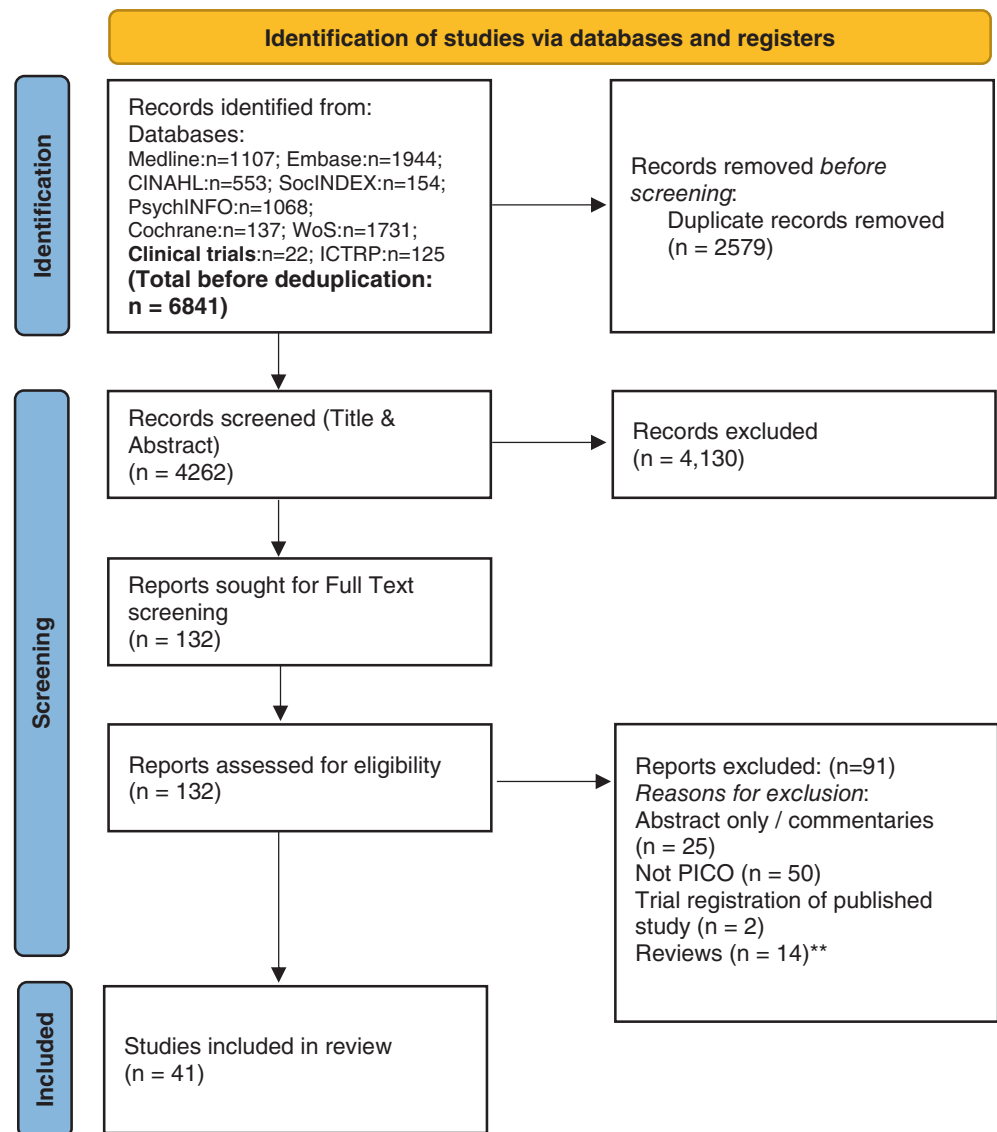 Identification of studies via databases and registers
Identification
Records identified from:
Databases:
Medline:n=1107; Embase:n=1944;
CINAHL:n=553; SocINDEX:n=154;
PsychINFO:n=1068;
Cochrane:n=137; WoS:n=1731;
Clinical trials:n=22; ICTRP:n=125
(Total before deduplication:
n = 6841)
Records removed before
screening:
Duplicate records removed
(n = 2579)
Screening
Records screened (Title &
Abstract)
(n = 4262)
Records excluded
(n = 4,130)
Reports sought for Full Text
screening
(n = 132)
Reports assessed for eligibility
(n = 132)
Reports excluded: (n=91)
Reasons for exclusion:
Abstract only / commentaries
(n = 25)
Not PICO (n = 50)
Trial registration of published
study (n = 2)
Reviews (n = 14)**
Included
Studies included in review
(n = 41)